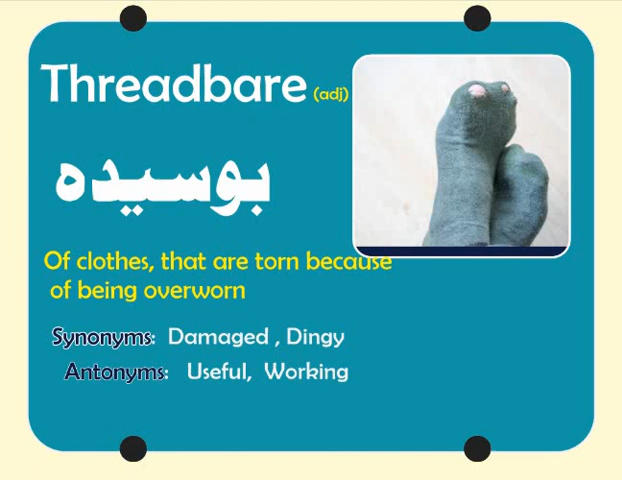 Threadbare (adj)
بوسیده
Of clothes, that are torn because
of being overworn
Synonyms: Damaged , Dingy
Antonyms: Useful, Working